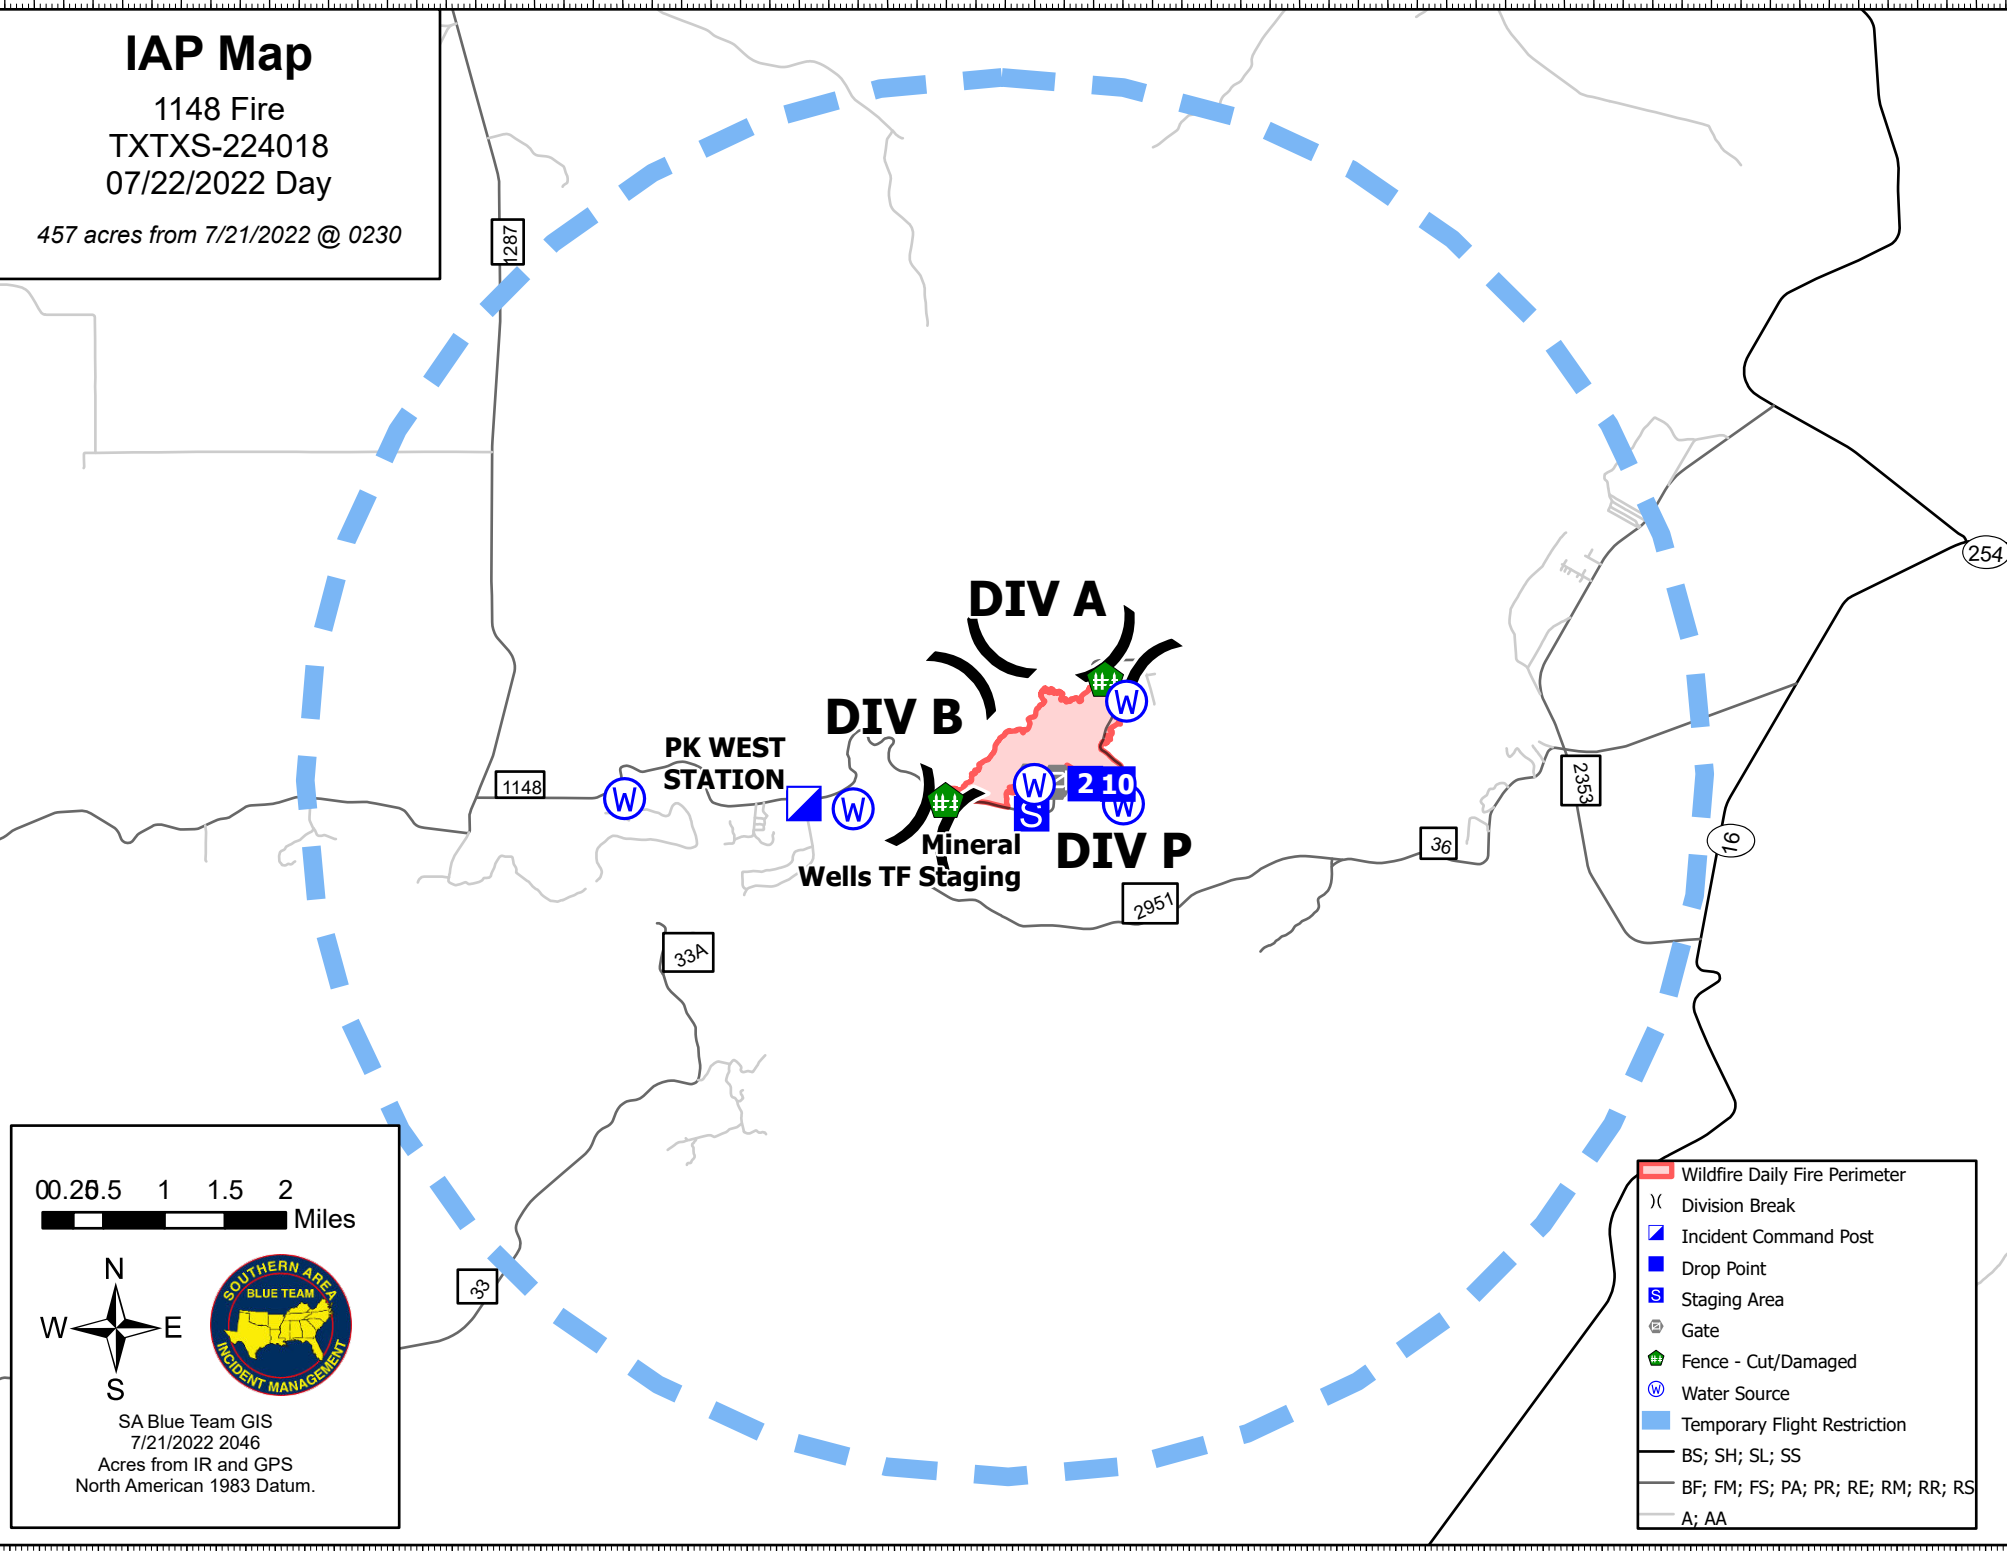 IAP Map
1148 Fire
TXTXS-224018
07/22/2022 Day
457 acres from 7/21/2022 @ 0230
1287
254
DIV A
DIV B
PK WEST
STATION
1148
W
W
W
W
W
2 10
S
DIV P
Mineral
Wells TF Staging
2353
36
16
2951
33A
33
0 0.25 0.5 1 1.5 2
Miles
N
W E
S
SOUTHERN AREA
BLUE TEAM
INCIDENT MANAGEMENT
SA Blue Team GIS
7/21/2022 2046
Acres from IR and GPS
North American 1983 Datum.
Wildfire Daily Fire Perimeter
)( Division Break
Incident Command Post
Drop Point
S Staging Area
Gate
Fence - Cut/Damaged
W Water Source
Temporary Flight Restriction
BS; SH; SL; SS
BF; FM; FS; PA; PR; RE; RM; RR; RS
A; AA